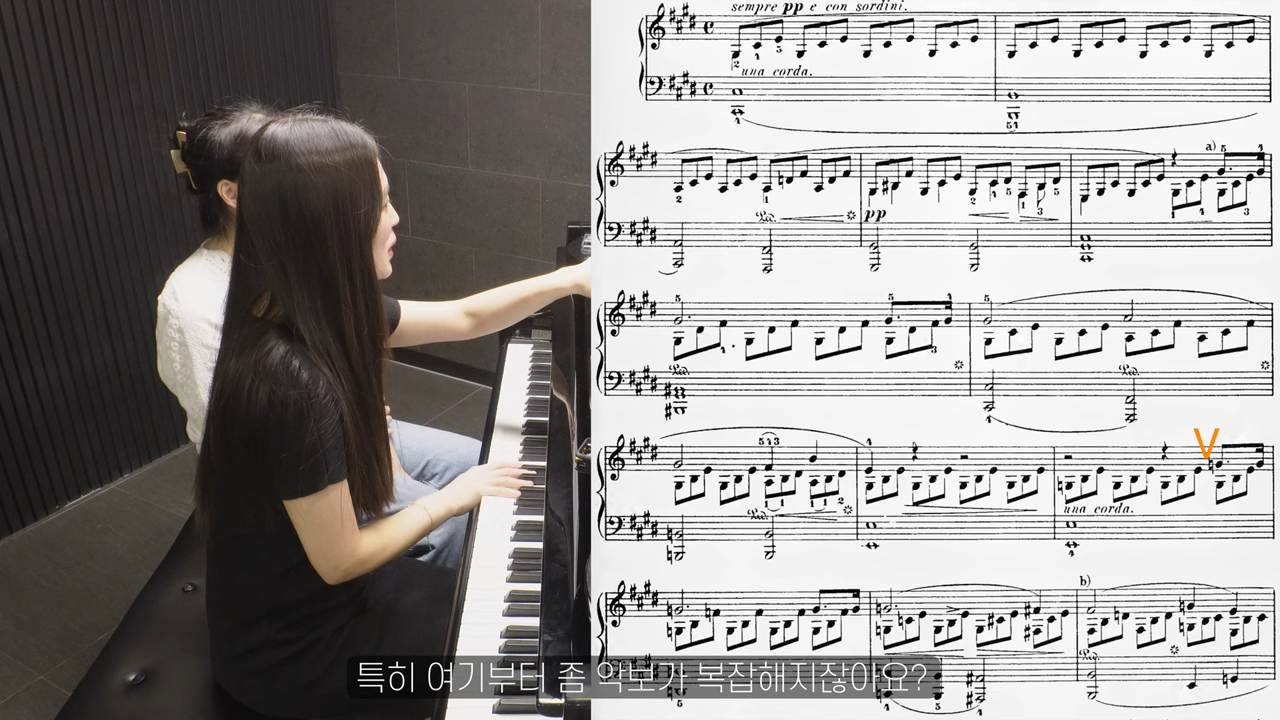 sempre pp e con sordini.
una corda.
a)
pp
una corda.
V
b)
특히 여기부터 좀 악보가 복잡해지잖아요?